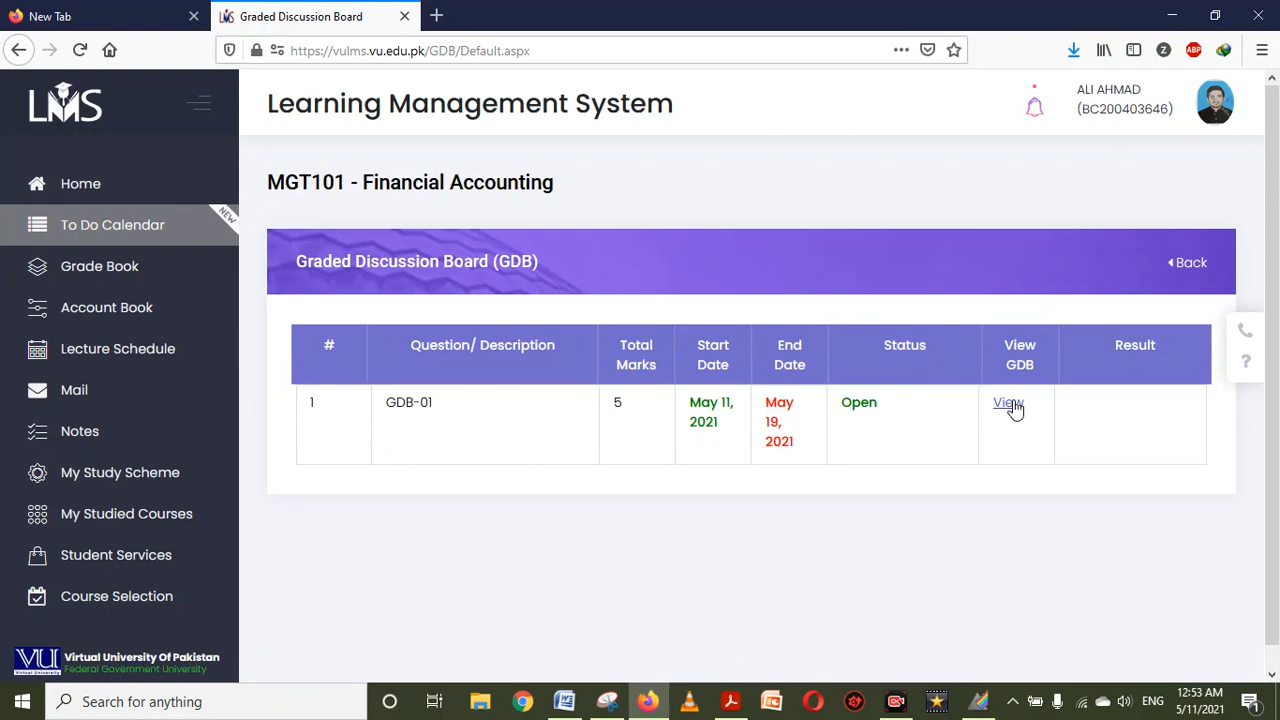 New Tab
Graded Discussion Board
https://vulms.vu.edu.pk/GDB/Default.aspx
Z
ABP
LMS
Learning Management System
ALI AHMAD
(BC200403646)
Home
To Do Calendar
NEW
Grade Book
Account Book
Lecture Schedule
Mail
Notes
My Study Scheme
My Studied Courses
Student Services
Course Selection
VU Virtual University Of Pakistan
Federal Government University
MGT101 - Financial Accounting
Graded Discussion Board (GDB)
Back
# Question/ Description Total Marks Start Date End Date Status View GDB Result
1 GDB-01 5 May 11, 2021 May 19, 2021 Open View
?
Search for anything
ENG
12:53 AM
5/11/2021
1